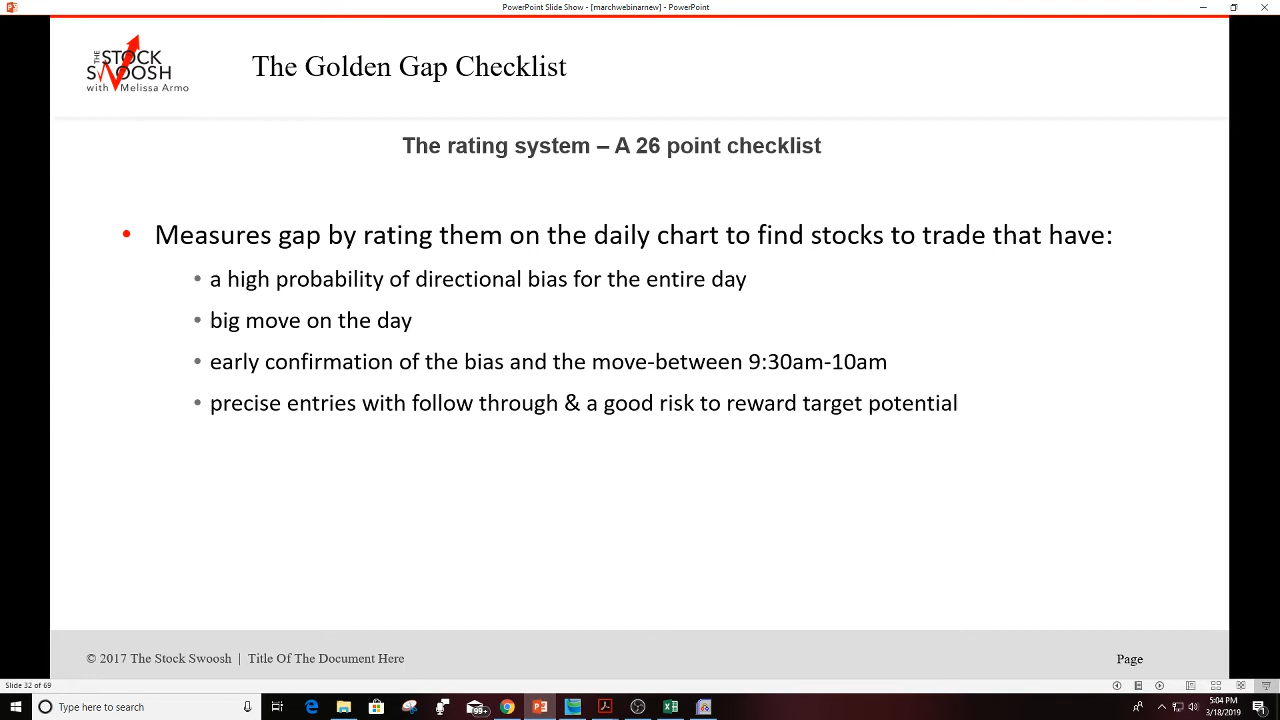 PowerPoint Slide Show - [marchwebinarnew] - PowerPoint
THE
STOCK
SWOOSH
with Melissa Armo
The Golden Gap Checklist
The rating system – A 26 point checklist
• Measures gap by rating them on the daily chart to find stocks to trade that have:
• a high probability of directional bias for the entire day
• big move on the day
• early confirmation of the bias and the move-between 9:30am-10am
• precise entries with follow through & a good risk to reward target potential
© 2017 The Stock Swoosh | Title Of The Document Here
Page
Slide 32 of 69
Type here to search
99+
5:04 PM
3/18/2019